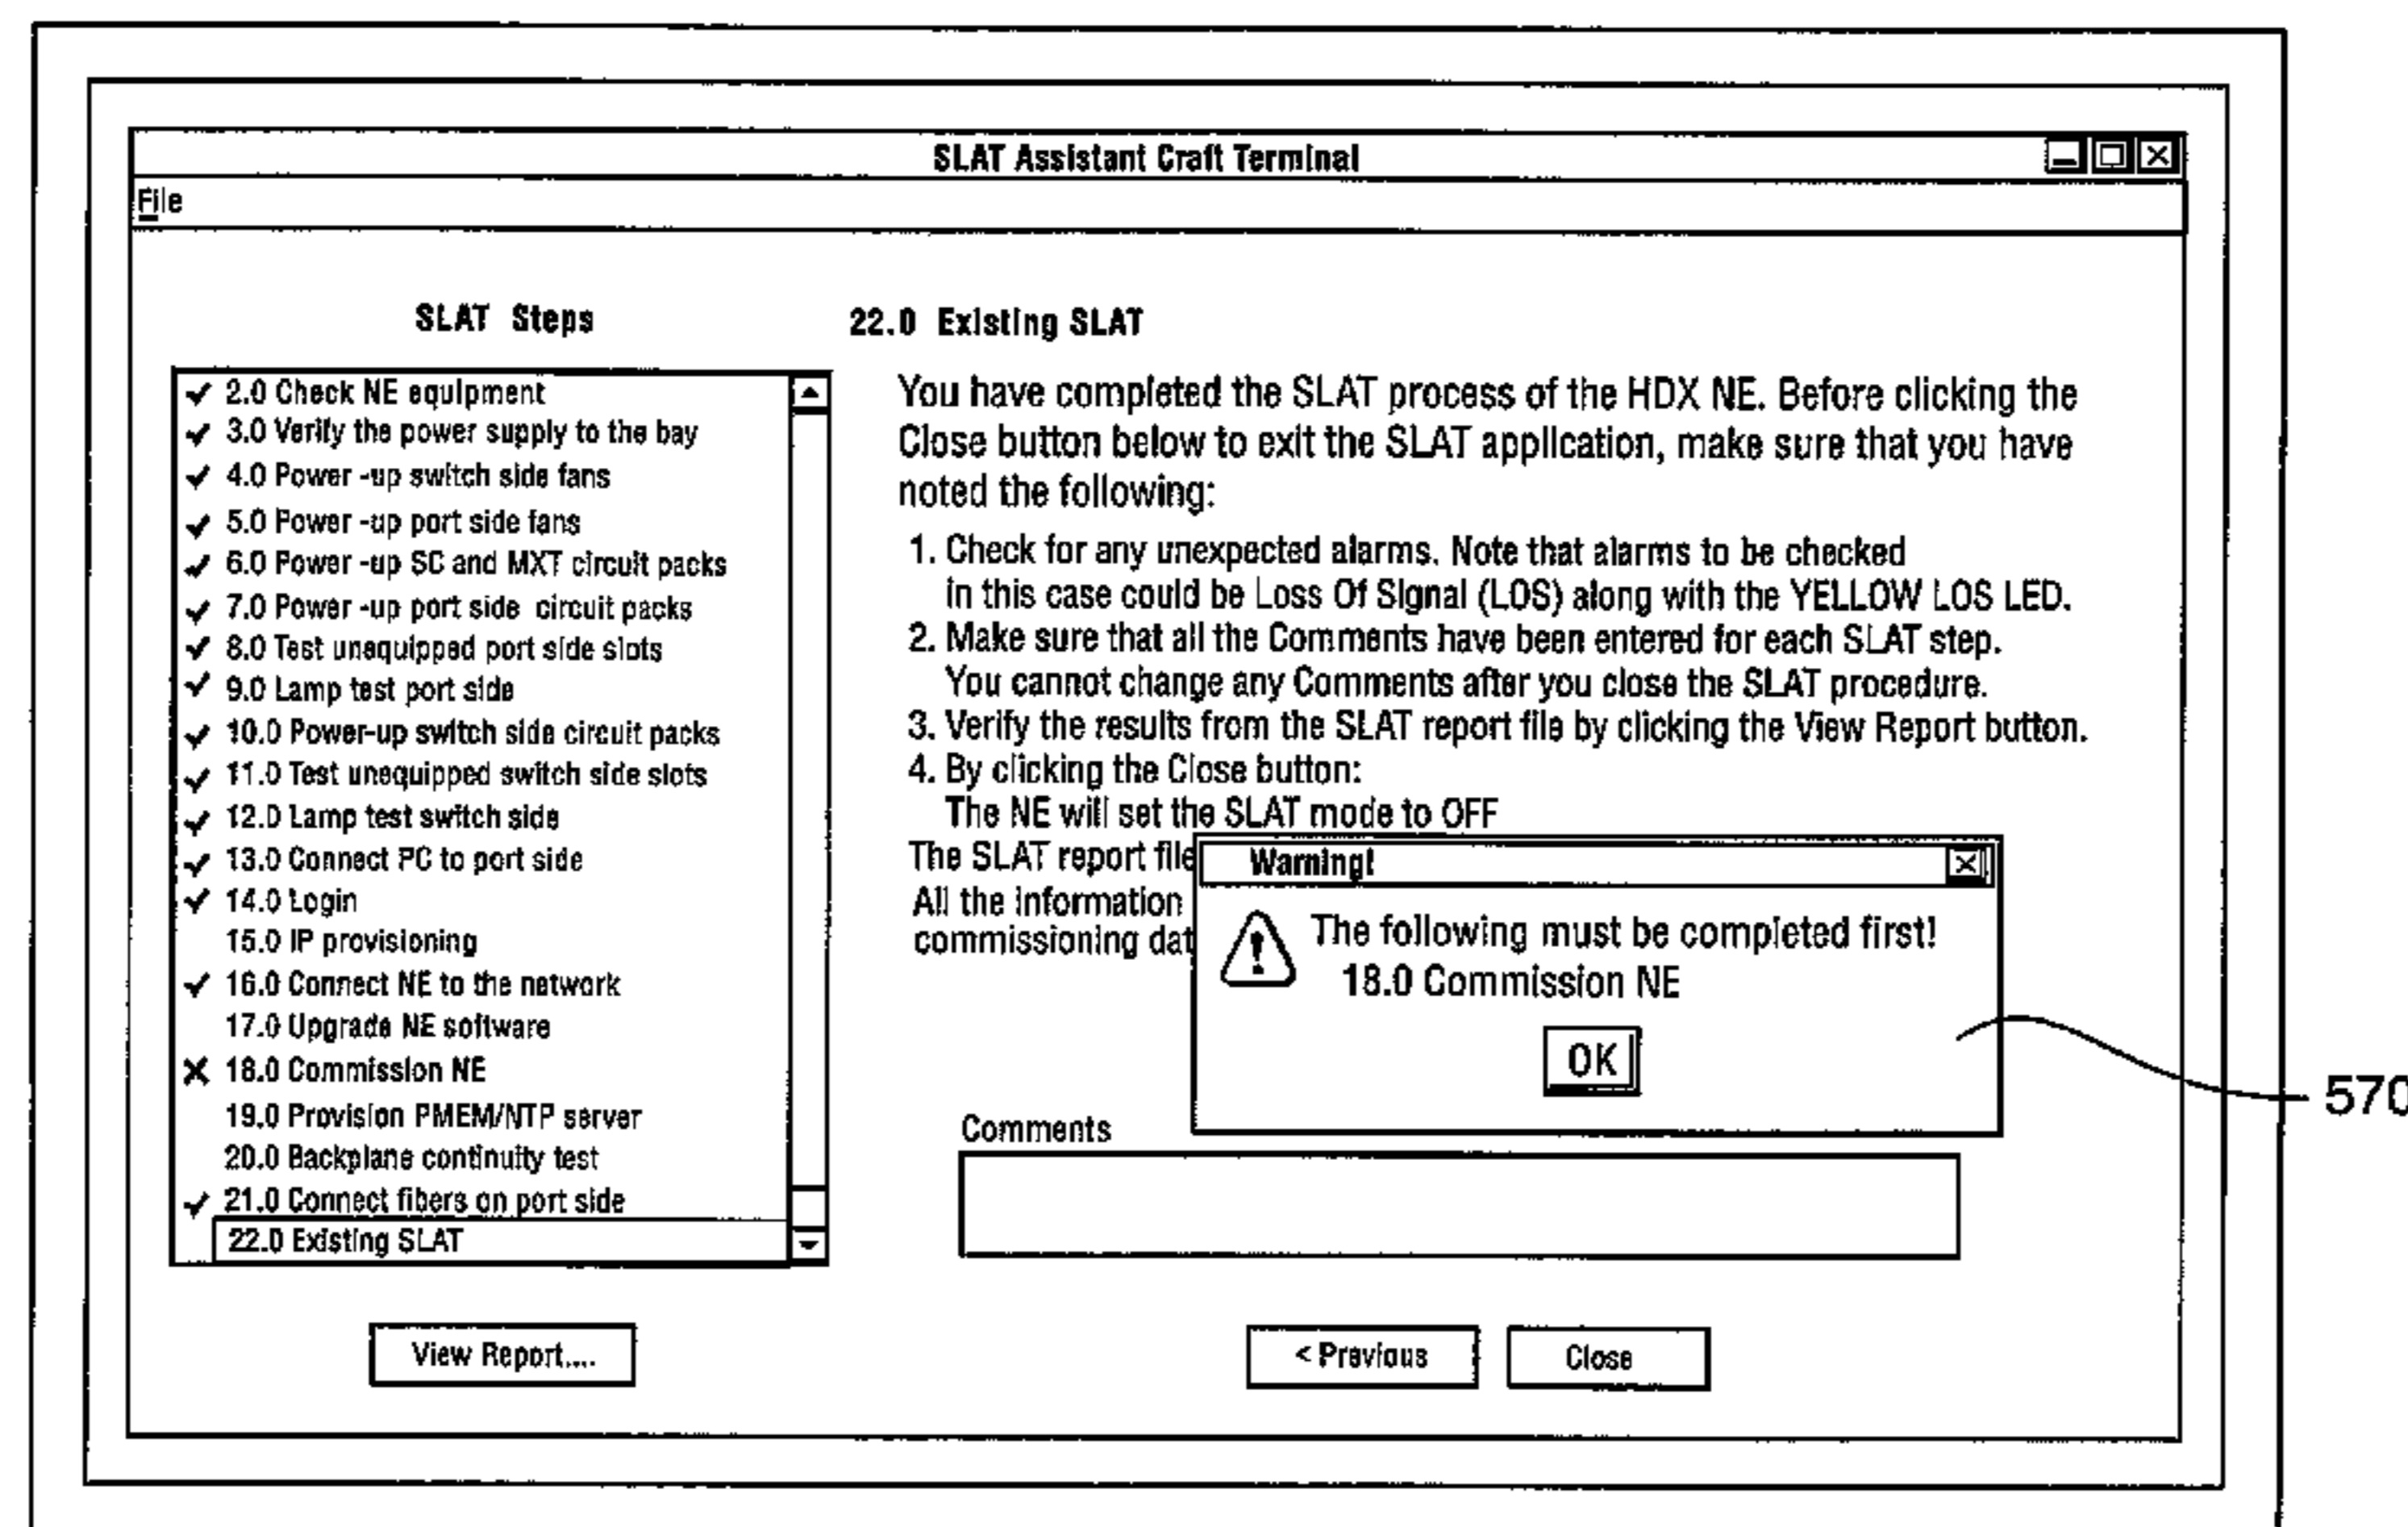 SLAT Assistant Craft Terminal
File
SLAT Steps
✓ 2.0 Check NE equipment
✓ 3.0 Verify the power supply to the bay
✓ 4.0 Power -up switch side fans
✓ 5.0 Power -up port side fans
✓ 6.0 Power -up SC and MXT circuit packs
✓ 7.0 Power -up port side circuit packs
✓ 8.0 Test unequipped port side slots
✓ 9.0 Lamp test port side
✓ 10.0 Power-up switch side circuit packs
✓ 11.0 Test unequipped switch side slots
✓ 12.0 Lamp test switch side
✓ 13.0 Connect PC to port side
✓ 14.0 Login
15.0 IP provisioning
✓ 16.0 Connect NE to the network
17.0 Upgrade NE software
✗ 18.0 Commission NE
19.0 Provision PMEM/NTP server
20.0 Backplane continuity test
✓ 21.0 Connect fibers on port side
22.0 Existing SLAT
View Report....
22.0 Existing SLAT
You have completed the SLAT process of the HDX NE. Before clicking the
Close button below to exit the SLAT application, make sure that you have
noted the following:
1. Check for any unexpected alarms. Note that alarms to be checked
in this case could be Loss Of Signal (LOS) along with the YELLOW LOS LED.
2. Make sure that all the Comments have been entered for each SLAT step.
You cannot change any Comments after you close the SLAT procedure.
3. Verify the results from the SLAT report file by clicking the View Report button.
4. By clicking the Close button:
The NE will set the SLAT mode to OFF
The SLAT report file
All the information
commissioning dat
Warning!
The following must be completed first!
18.0 Commission NE
OK
570
Comments
< Previous
Close